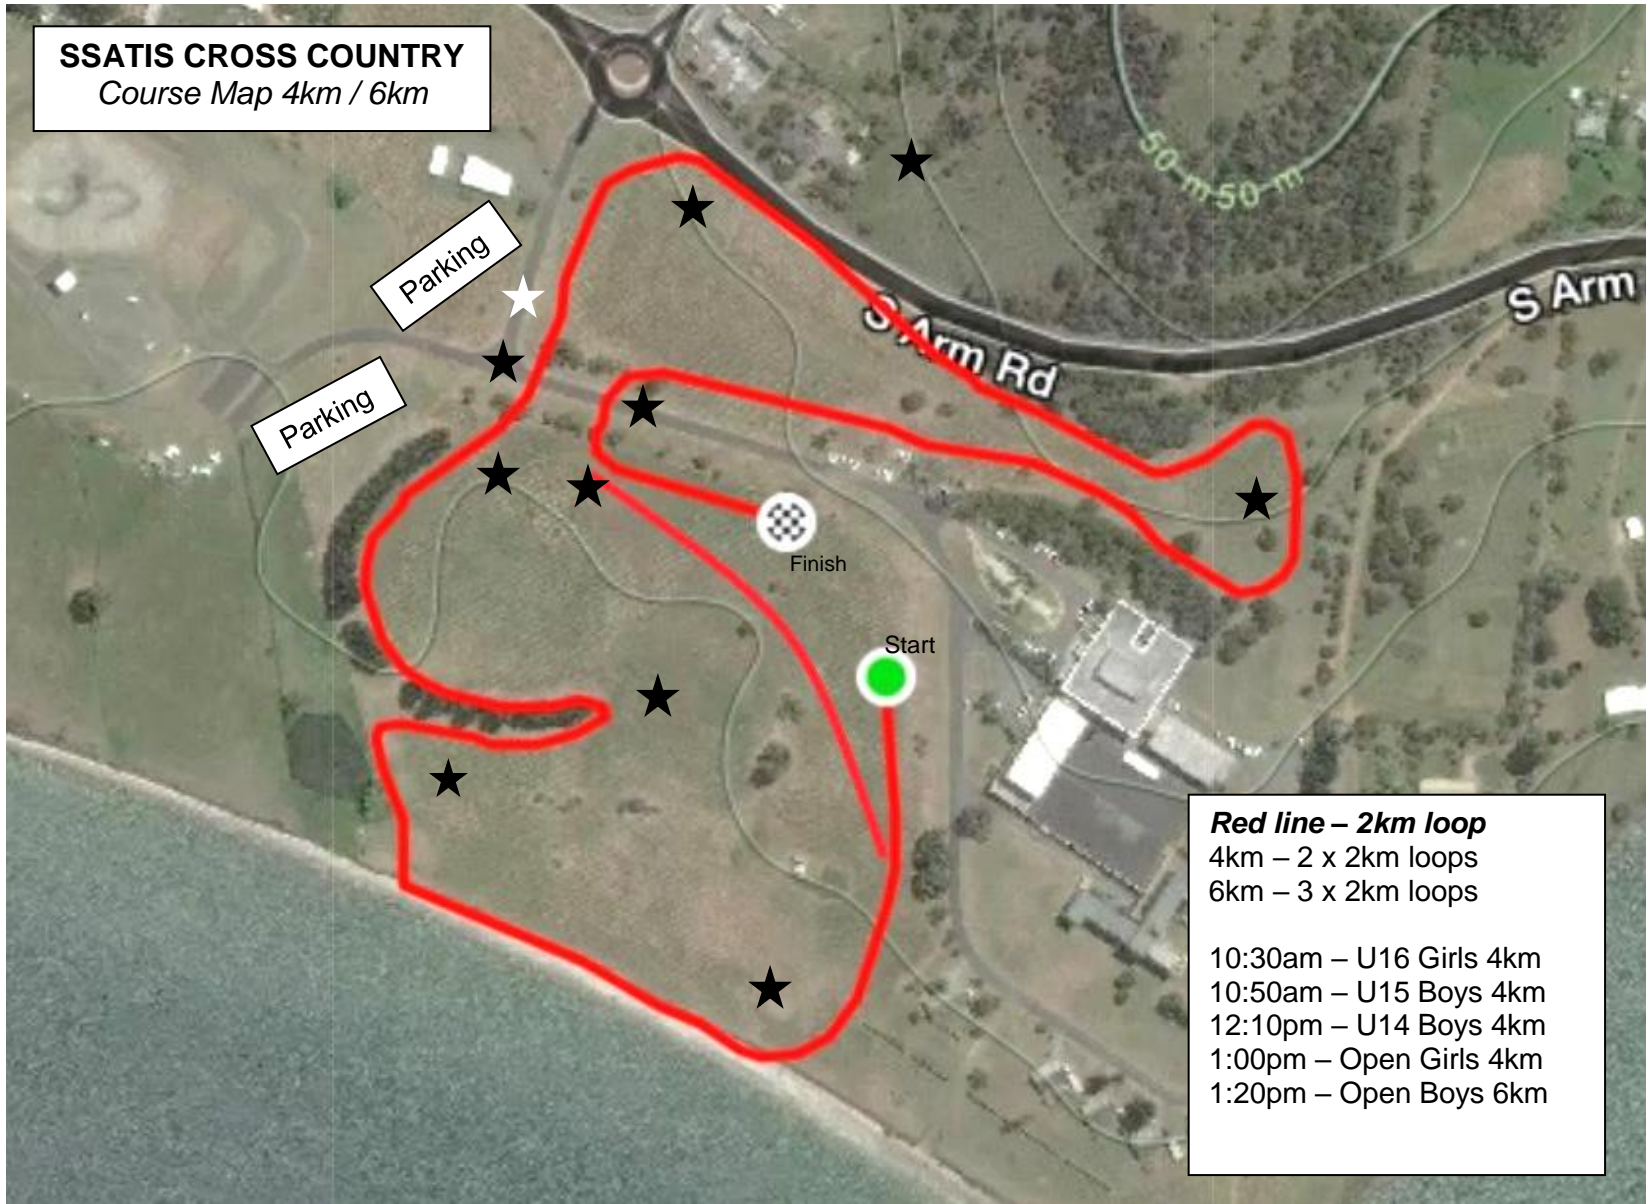 SSATIS CROSS COUNTRY
Course Map 4km / 6km
50 m
50 m
Parking
S Arm
S Arm Rd
Parking
Finish
Start
Red line – 2km loop
4km – 2 x 2km loops
6km – 3 x 2km loops
10:30am – U16 Girls 4km
10:50am – U15 Boys 4km
12:10pm – U14 Boys 4km
1:00pm – Open Girls 4km
1:20pm – Open Boys 6km